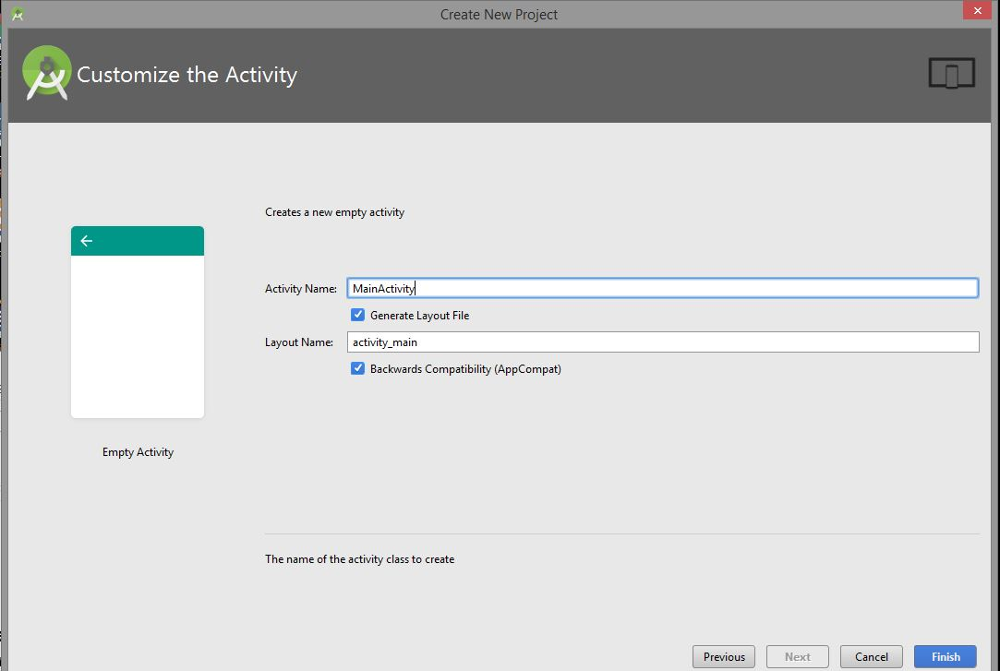 Create New Project
Customize the Activity
Creates a new empty activity
Activity Name: MainActivity
Generate Layout File
Layout Name: activity_main
Backwards Compatibility (AppCompat)
Empty Activity
The name of the activity class to create
Previous Next Cancel Finish